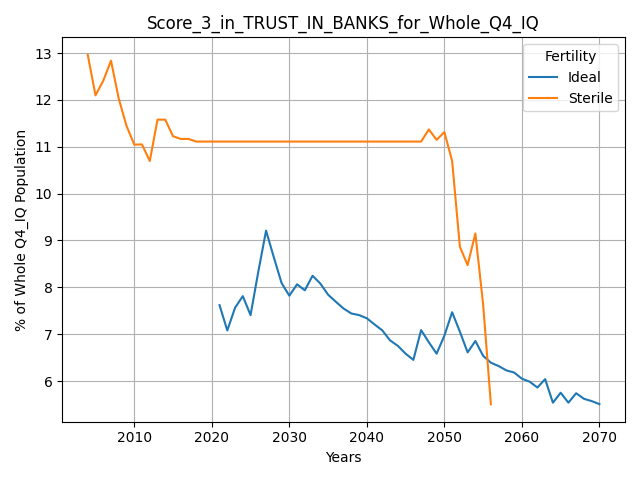 Score_3_in_TRUST_IN_BANKS_for_Whole_Q4_IQ
Fertility
Ideal
Sterile
% of Whole Q4_IQ Population
13
12
11
10
9
8
7
6
2010 2020 2030 2040 2050 2060 2070
Years